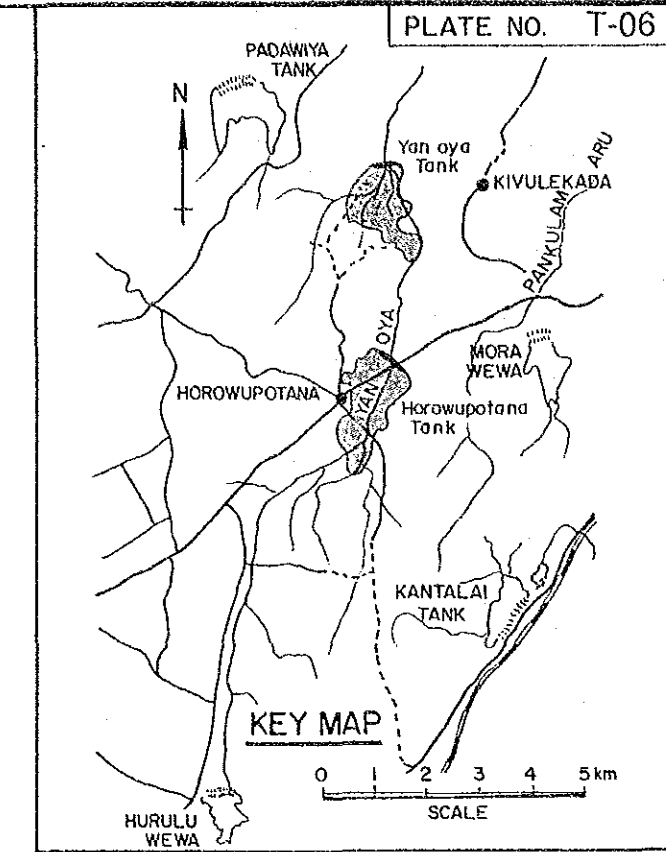 PLATE NO. T-06
PADAWIYA
TANK
N
Yan oya
Tank
KIVULEKADA
PANKULAM ARU
YAN OYA
MORA
WEWA
HOROWUPOTANA
Horowupotana
Tank
KANTALAI
TANK
KEY MAP
0 1 2 3 4 5 km
SCALE
HURULU
WEWA